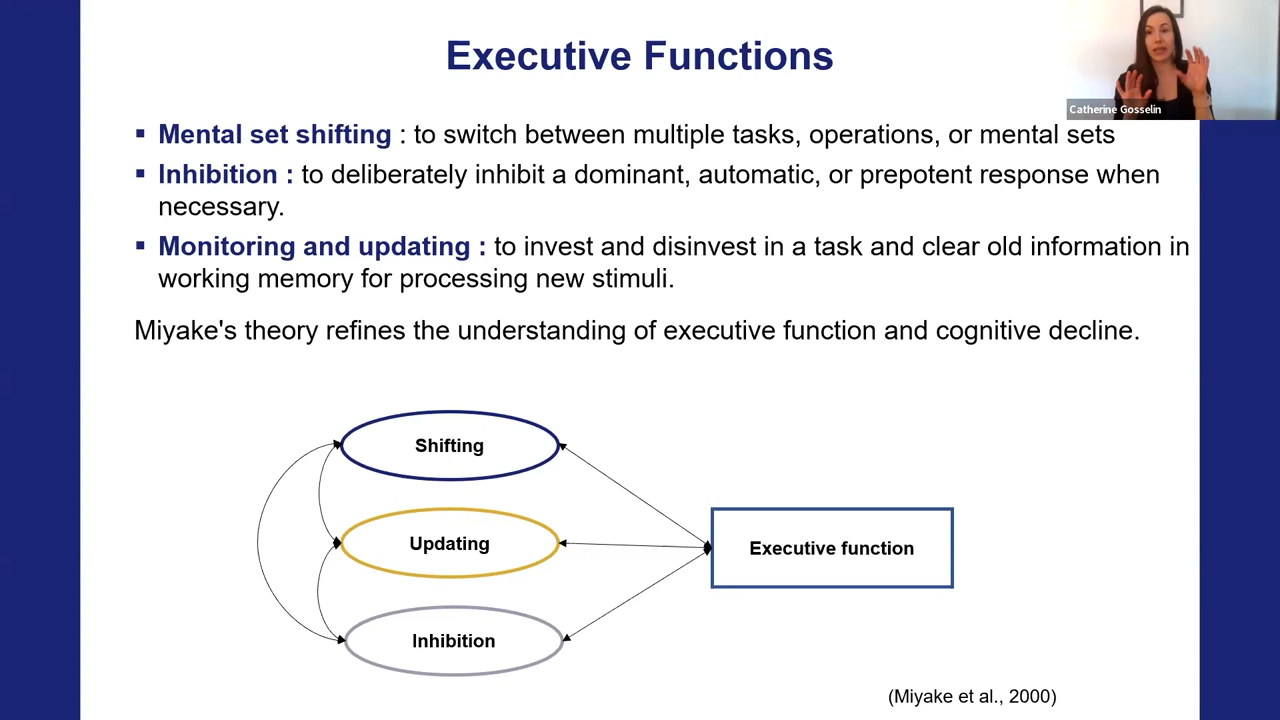 Executive Functions
Catherine Gosselin
▪ Mental set shifting : to switch between multiple tasks, operations, or mental sets
▪ Inhibition : to deliberately inhibit a dominant, automatic, or prepotent response when
necessary.
▪ Monitoring and updating : to invest and disinvest in a task and clear old information in
working memory for processing new stimuli.
Miyake's theory refines the understanding of executive function and cognitive decline.
Shifting
Updating
Executive function
Inhibition
(Miyake et al., 2000)